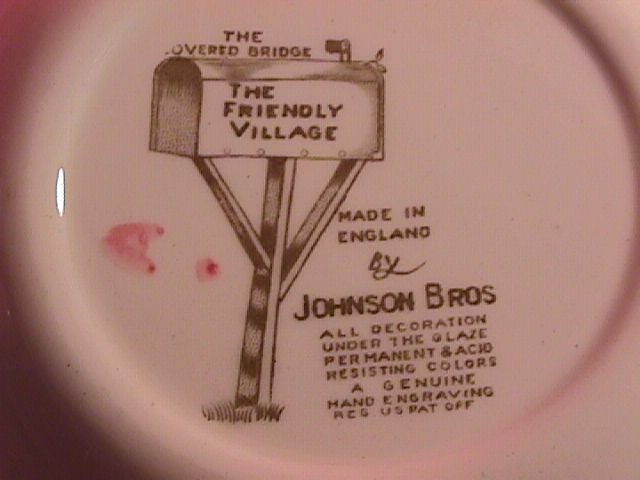 THE
OVERED BRIDGE
THE
FRIENDLY
VILLAGE
MADE IN
ENGLAND
By
JOHNSON BROS
ALL DECORATION
UNDER THE GLAZE
PERMANENT & ACID
RESISTING COLORS
A GENUINE
HAND ENGRAVING
REG US PAT OFF